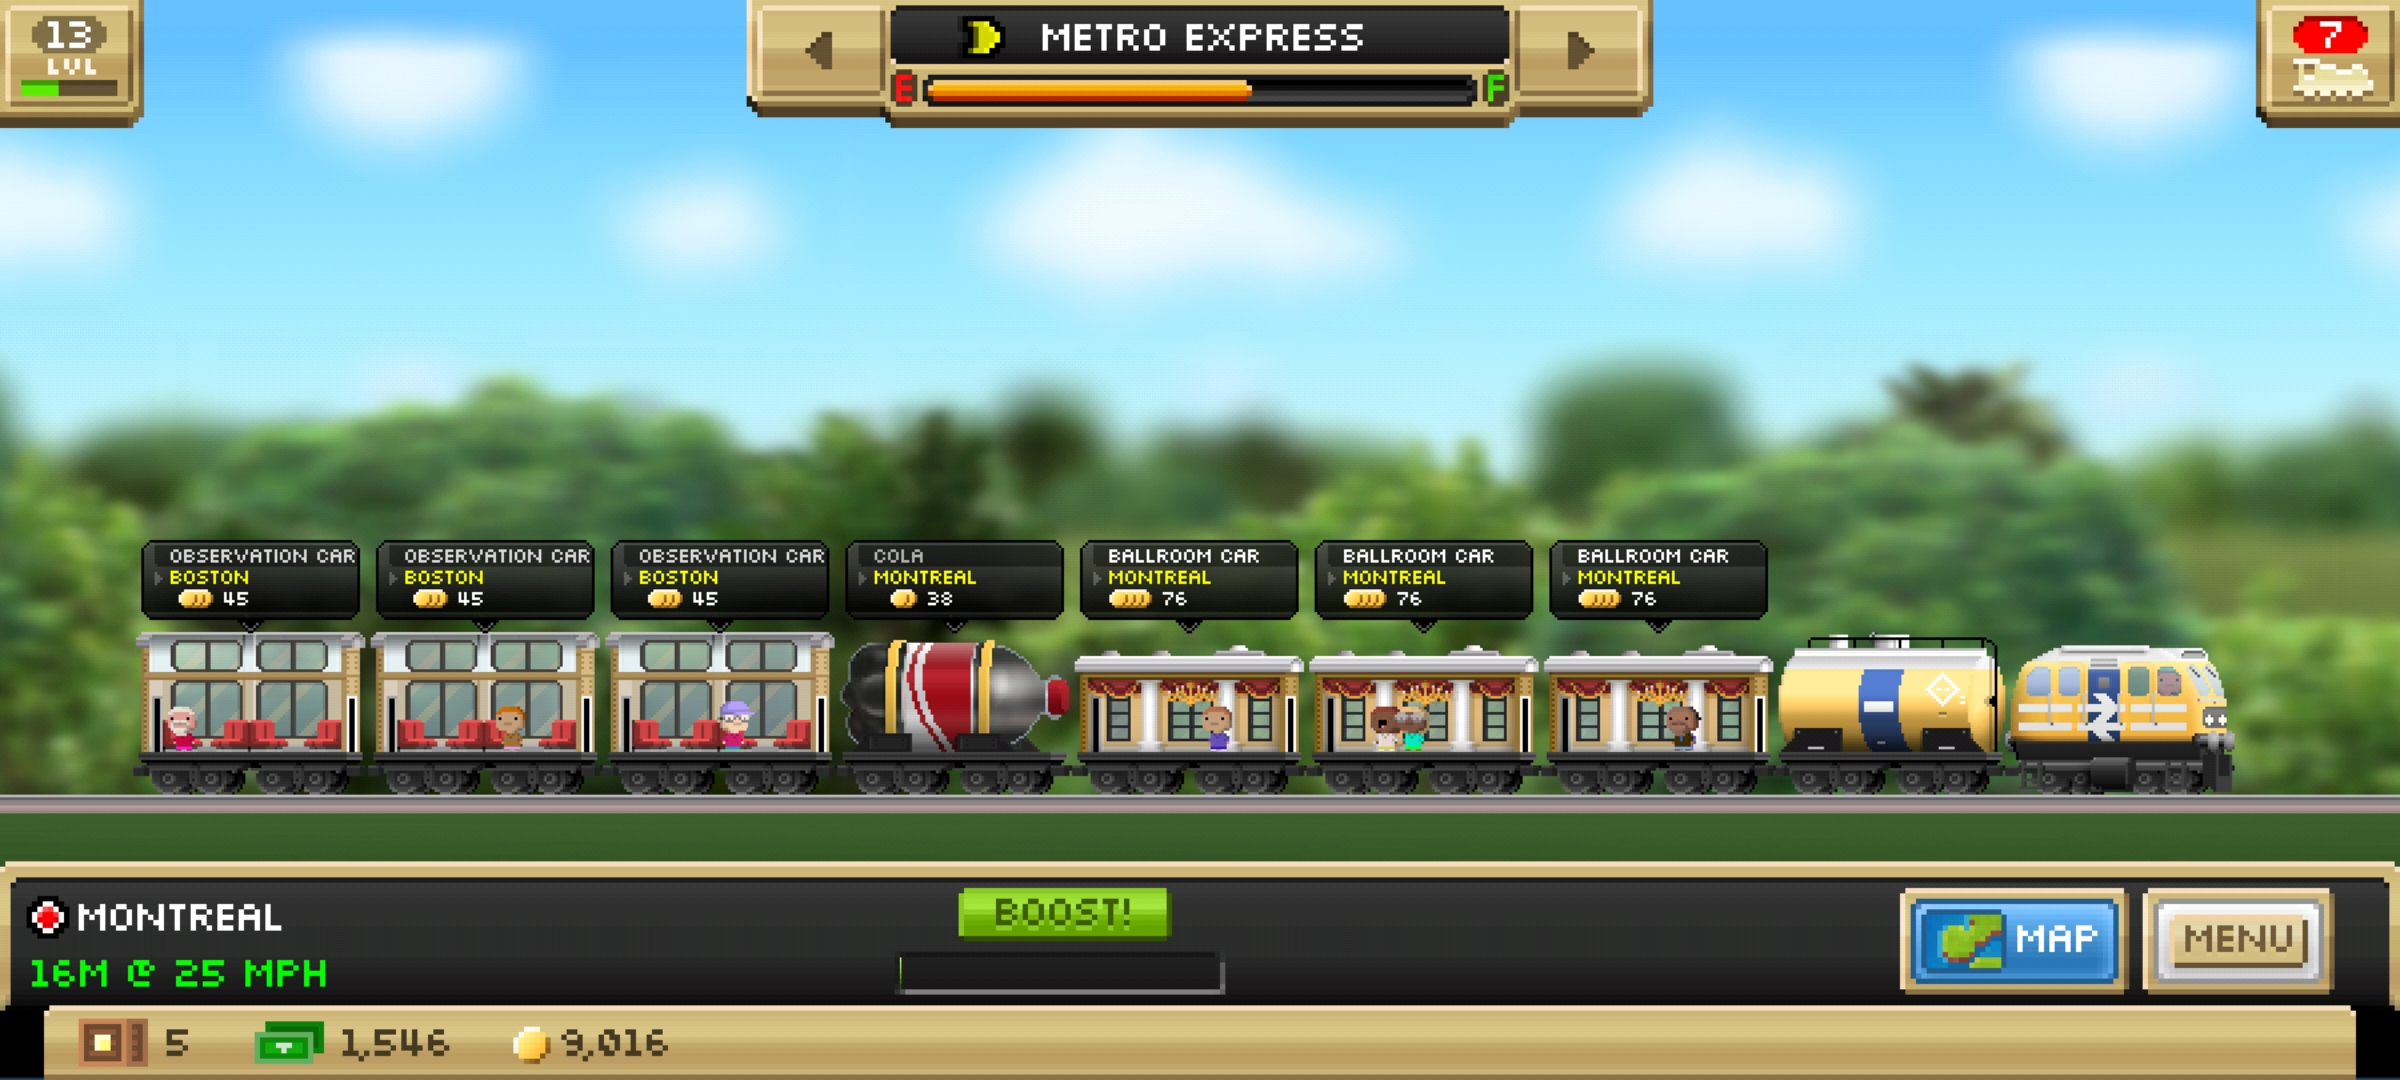 13
LVL
METRO EXPRESS
E F
7
OBSERVATION CAR
BOSTON
45
OBSERVATION CAR
BOSTON
45
OBSERVATION CAR
BOSTON
45
COLA
MONTREAL
38
BALLROOM CAR
MONTREAL
76
BALLROOM CAR
MONTREAL
76
BALLROOM CAR
MONTREAL
76
MONTREAL
16M @ 25 MPH
BOOST!
MAP
MENU
5
1,546
9,016